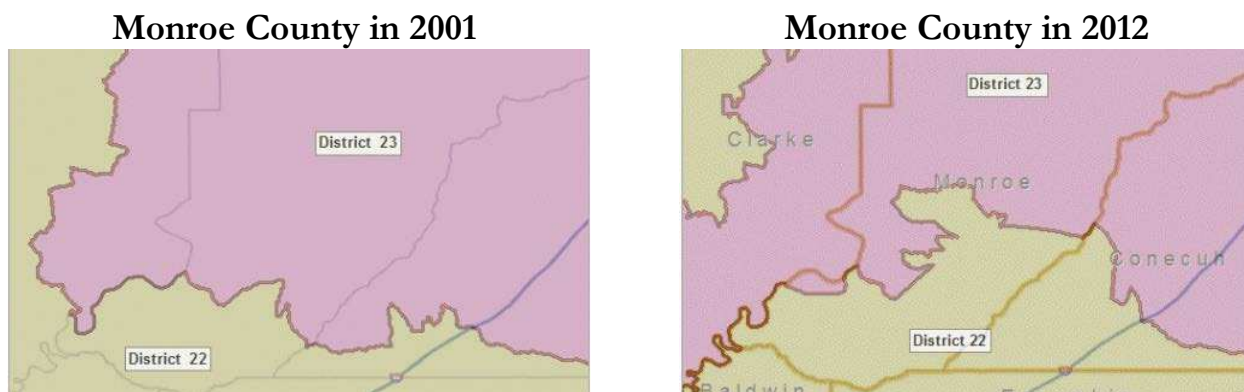 Monroe County in 2001
District 23
District 22
Monroe County in 2012
District 23
Clarke
Monroe
Conecuh
District 22
Baldwin